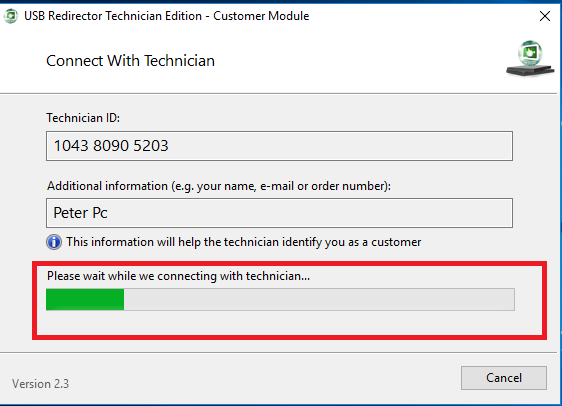 USB Redirector Technician Edition - Customer Module
Connect With Technician
Technician ID:
1043 8090 5203
Additional information (e.g. your name, e-mail or order number):
Peter Pc
This information will help the technician identify you as a customer
Please wait while we connecting with technician...
Version 2.3
Cancel